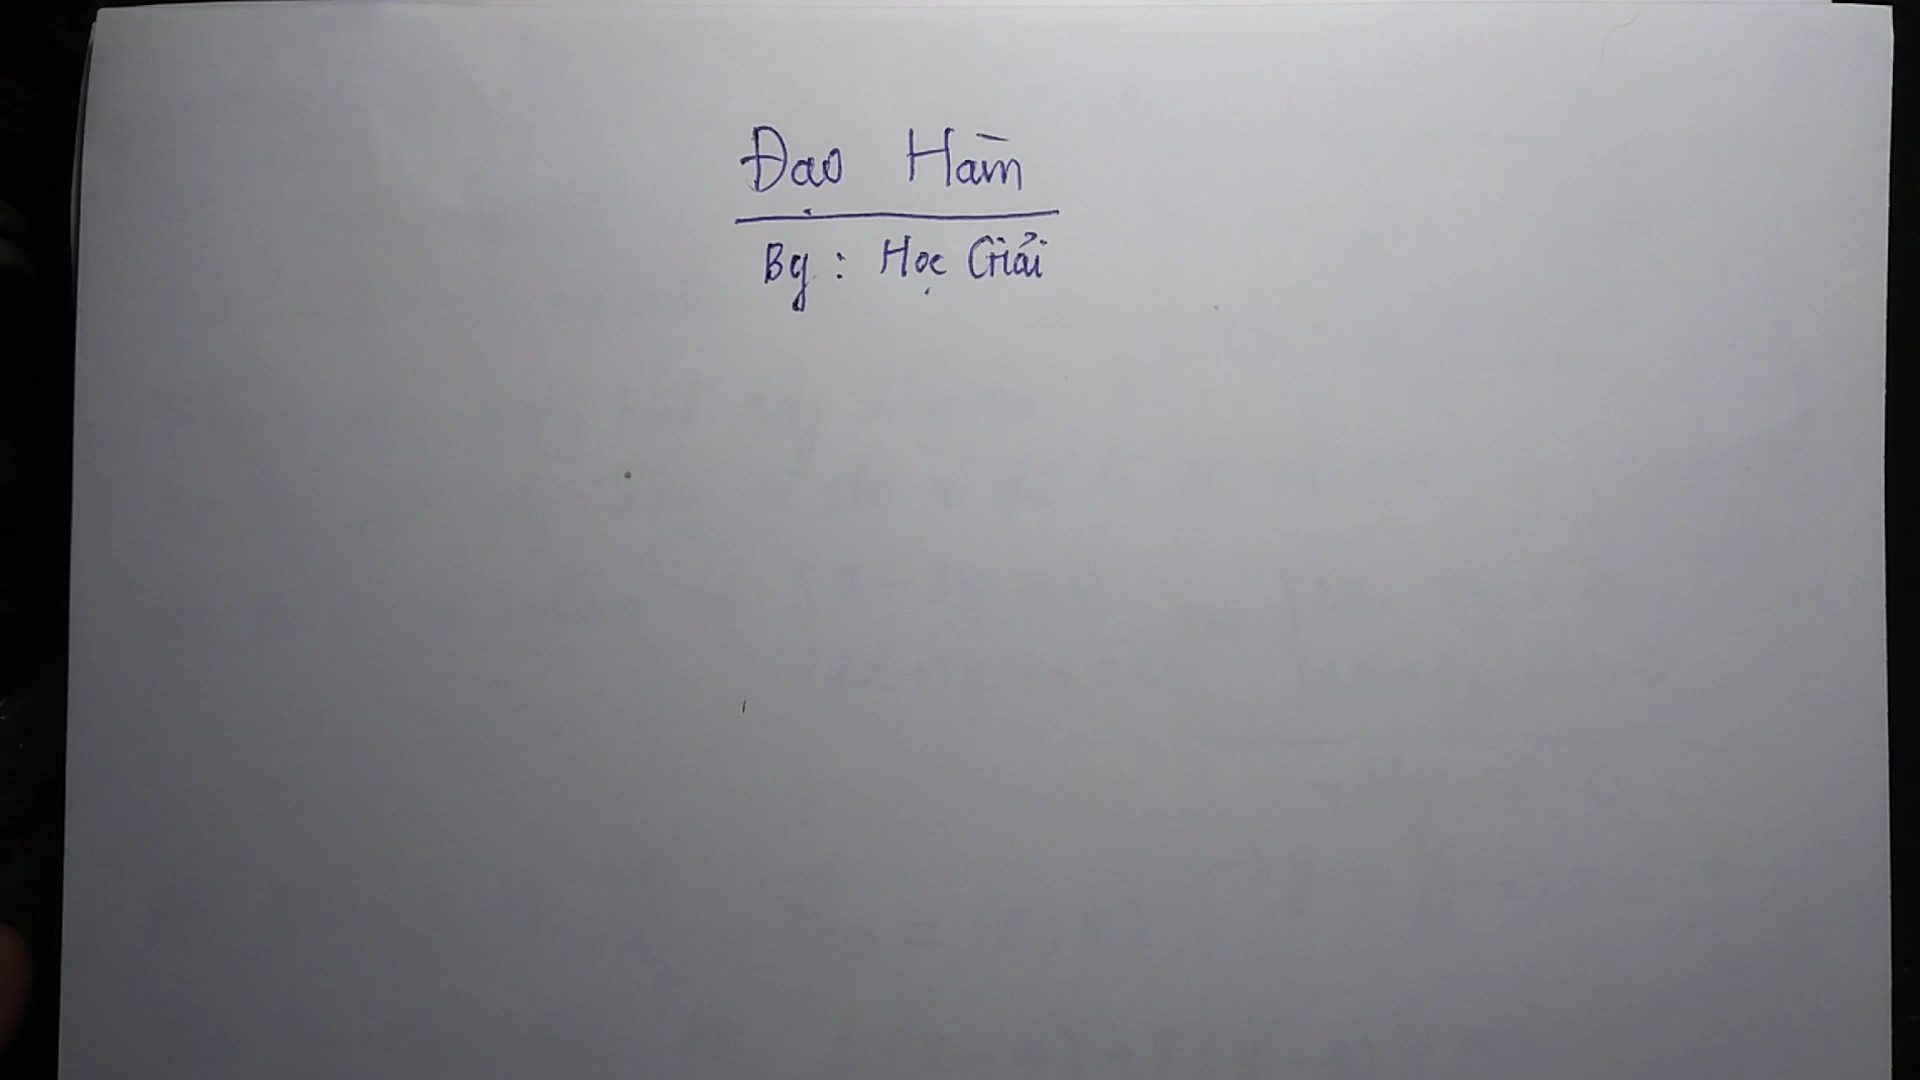 Đạo Hàm
By : Học Giải